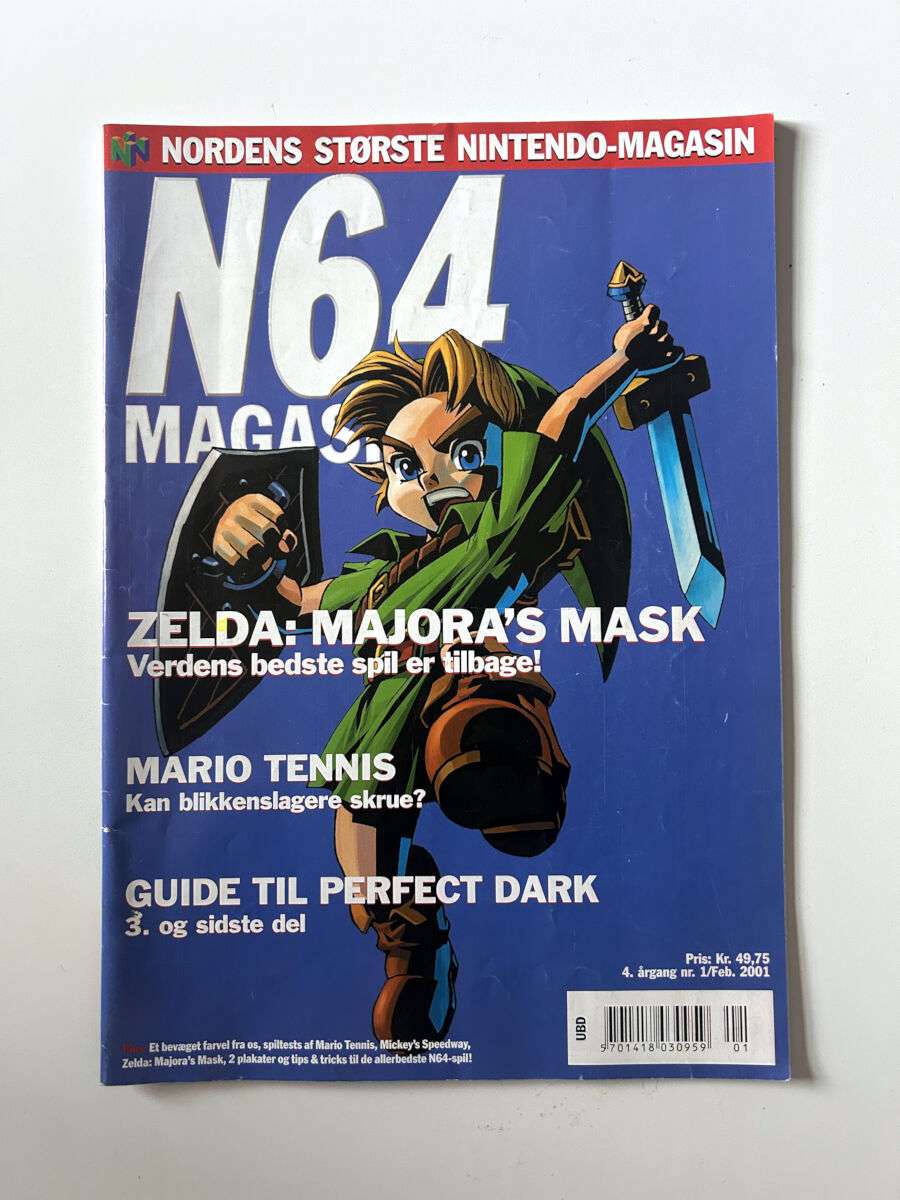 NORDENS STØRSTE NINTENDO-MAGASIN
N64
MAGASI
ZELDA: MAJORA'S MASK
Verdens bedste spil er tilbage!
MARIO TENNIS
Kan blikkenslagere skrue?
GUIDE TIL PERFECT DARK
3. og sidste del
Pris: Kr. 49,75
4. årgang nr. 1/Feb. 2001
UBD
5 701418 030959 01
Et bevæget farvel fra os, spiltests af Mario Tennis, Mickey's Speedway,
Zelda: Majora's Mask, 2 plakater og tips & tricks til de allerbedste N64-spil!